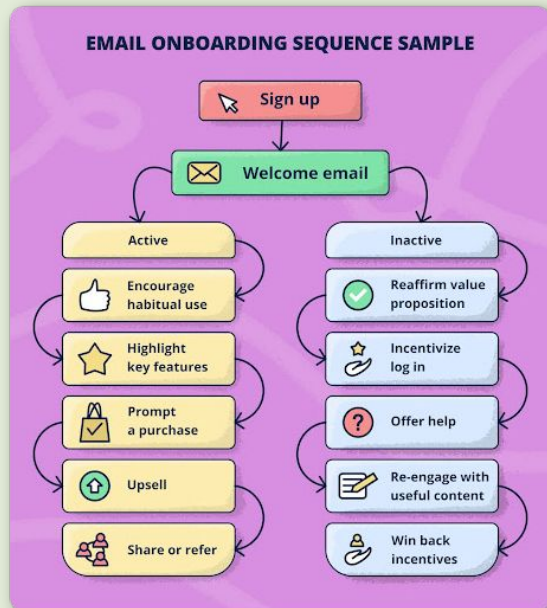 EMAIL ONBOARDING SEQUENCE SAMPLE
Sign up
Welcome email
Active
Encourage
habitual use
Highlight
key features
Prompt
a purchase
Upsell
Share or refer
Inactive
Reaffirm value
proposition
Incentivize
log in
Offer help
Re-engage with
useful content
Win back
incentives